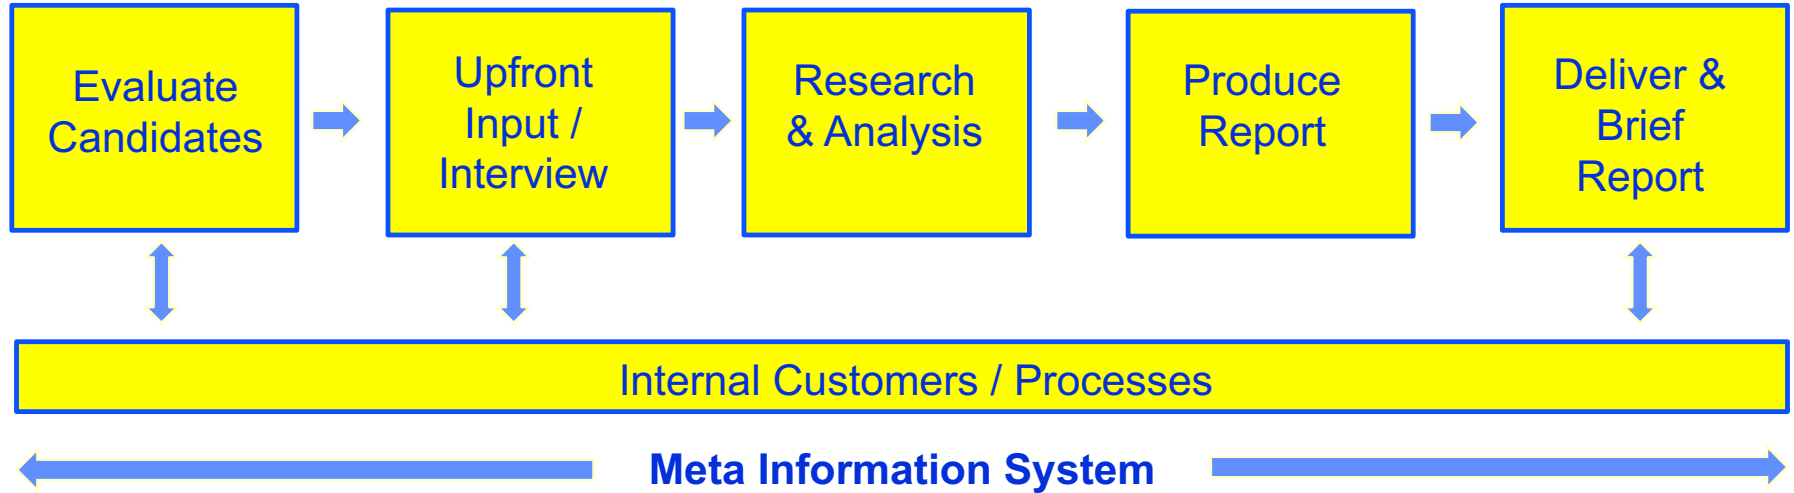 Evaluate
Candidates
Upfront
Input /
Interview
Research
& Analysis
Produce
Report
Deliver &
Brief
Report
Internal Customers / Processes
Meta Information System